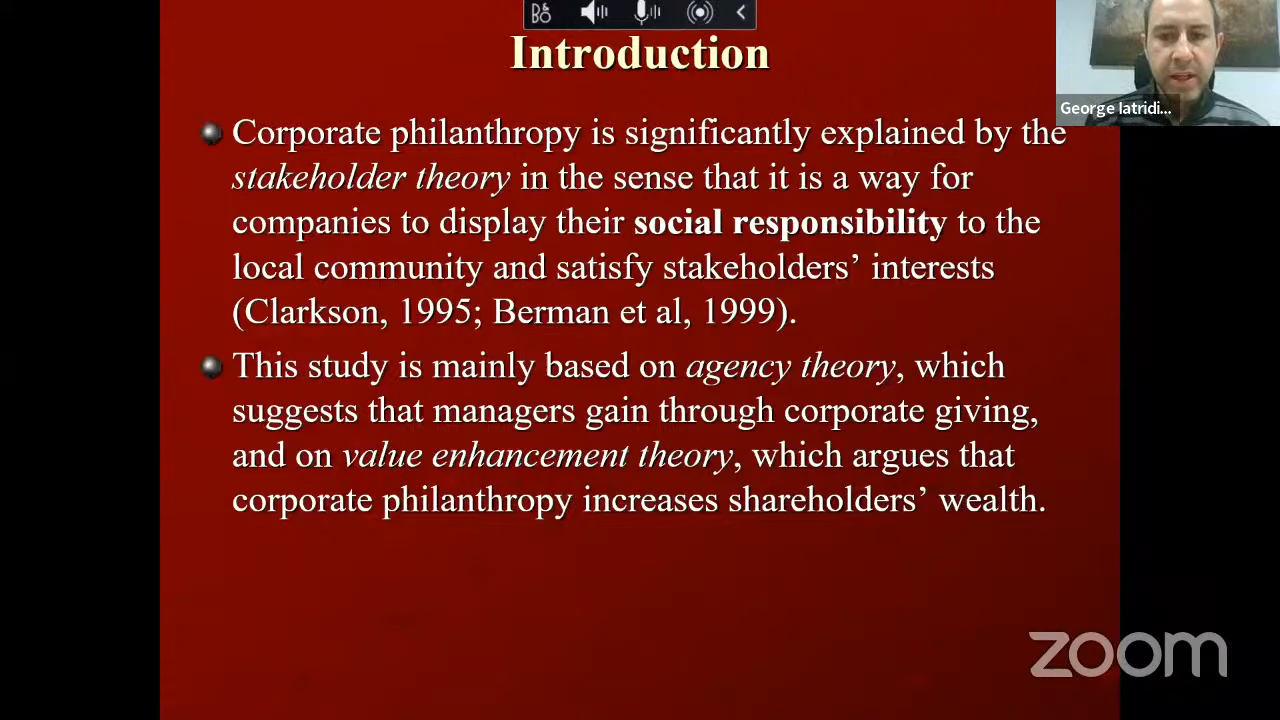 Introduction
George Iatridi...
Corporate philanthropy is significantly explained by the
stakeholder theory in the sense that it is a way for
companies to display their social responsibility to the
local community and satisfy stakeholders’ interests
(Clarkson, 1995; Berman et al, 1999).
This study is mainly based on agency theory, which
suggests that managers gain through corporate giving,
and on value enhancement theory, which argues that
corporate philanthropy increases shareholders’ wealth.
zoom